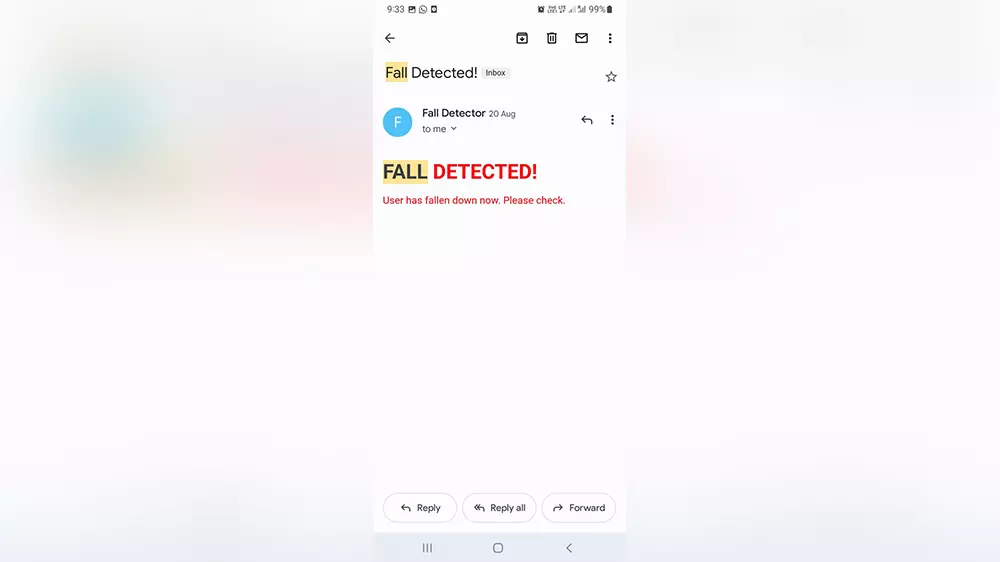 9:33 99%
Fall Detected! Inbox
F
Fall Detector 20 Aug
to me
FALL DETECTED!
User has fallen down now. Please check.
Reply Reply all Forward